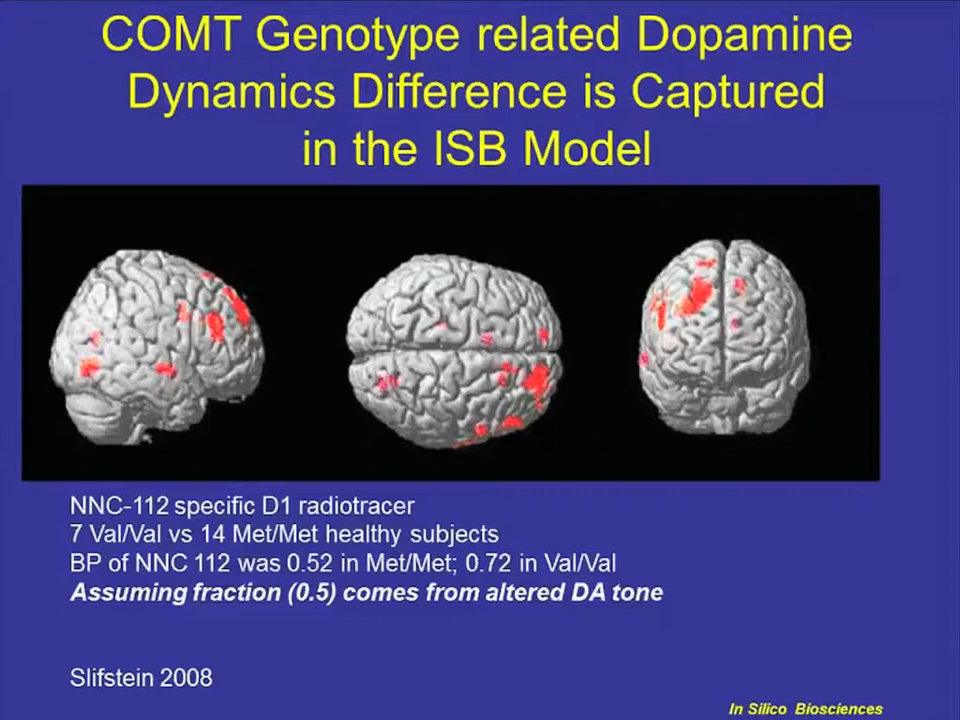 COMT Genotype related Dopamine
Dynamics Difference is Captured
in the ISB Model
NNC-112 specific D1 radiotracer
7 Val/Val vs 14 Met/Met healthy subjects
BP of NNC 112 was 0.52 in Met/Met; 0.72 in Val/Val
Assuming fraction (0.5) comes from altered DA tone
Slifstein 2008
In Silico Biosciences